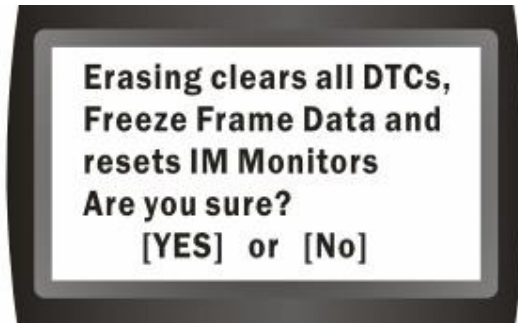 Erasing clears all DTCs,
Freeze Frame Data and
resets IM Monitors
Are you sure?
[YES] or [No]